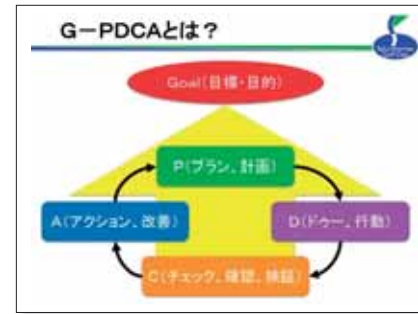 G－PDCAとは？
Goal（目標・目的）
P（プラン、計画）
A（アクション、改善）
D（ドゥー、行動）
C（チェック、確認、検証）